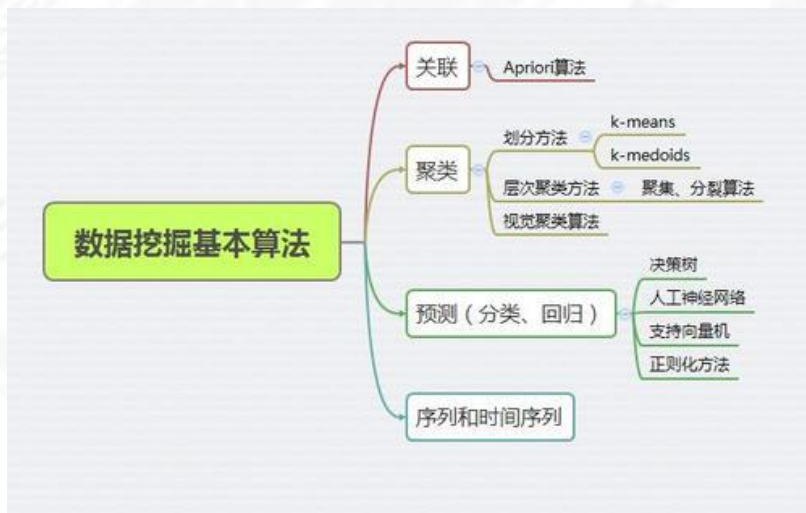 数据挖掘基本算法
关联
Apriori算法
聚类
划分方法
k-means
k-medoids
层次聚类方法
聚集、分裂算法
视觉聚类算法
预测（分类、回归）
决策树
人工神经网络
支持向量机
正则化方法
序列和时间序列